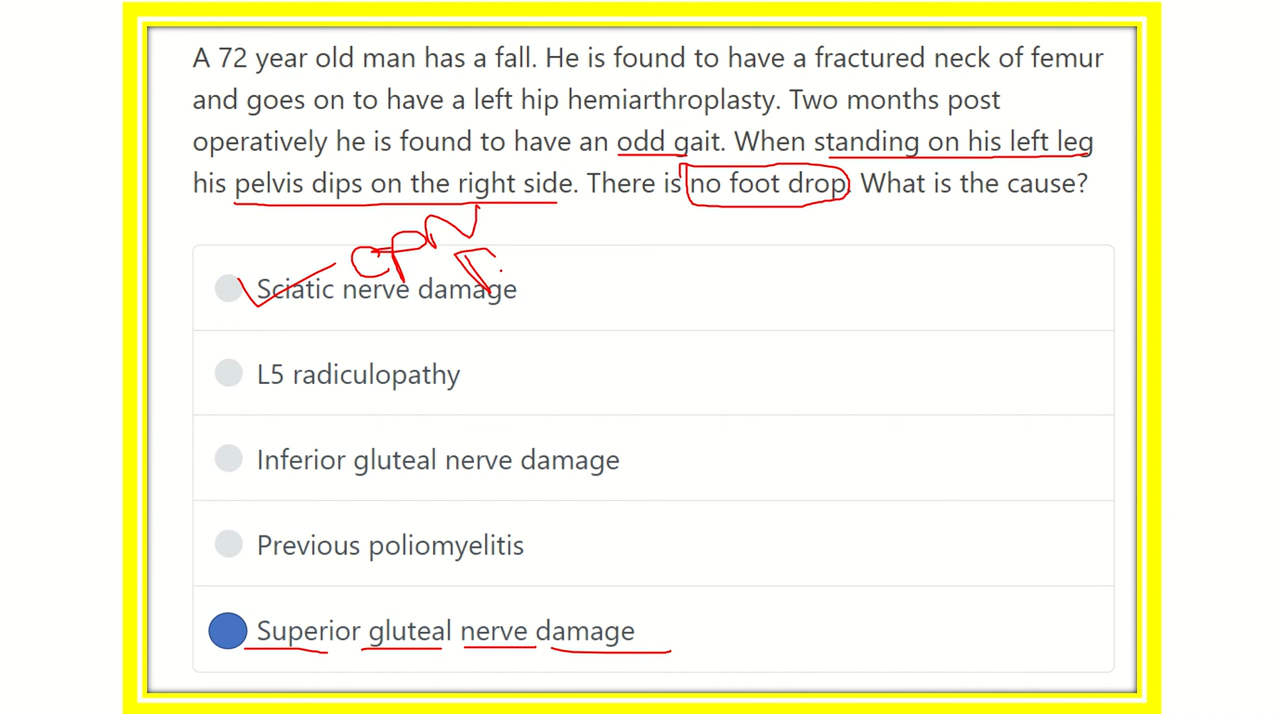 A 72 year old man has a fall. He is found to have a fractured neck of femur
and goes on to have a left hip hemiarthroplasty. Two months post
operatively he is found to have an odd gait. When standing on his left leg
his pelvis dips on the right side. There is no foot drop. What is the cause?
CPN
Sciatic nerve damage
L5 radiculopathy
Inferior gluteal nerve damage
Previous poliomyelitis
Superior gluteal nerve damage